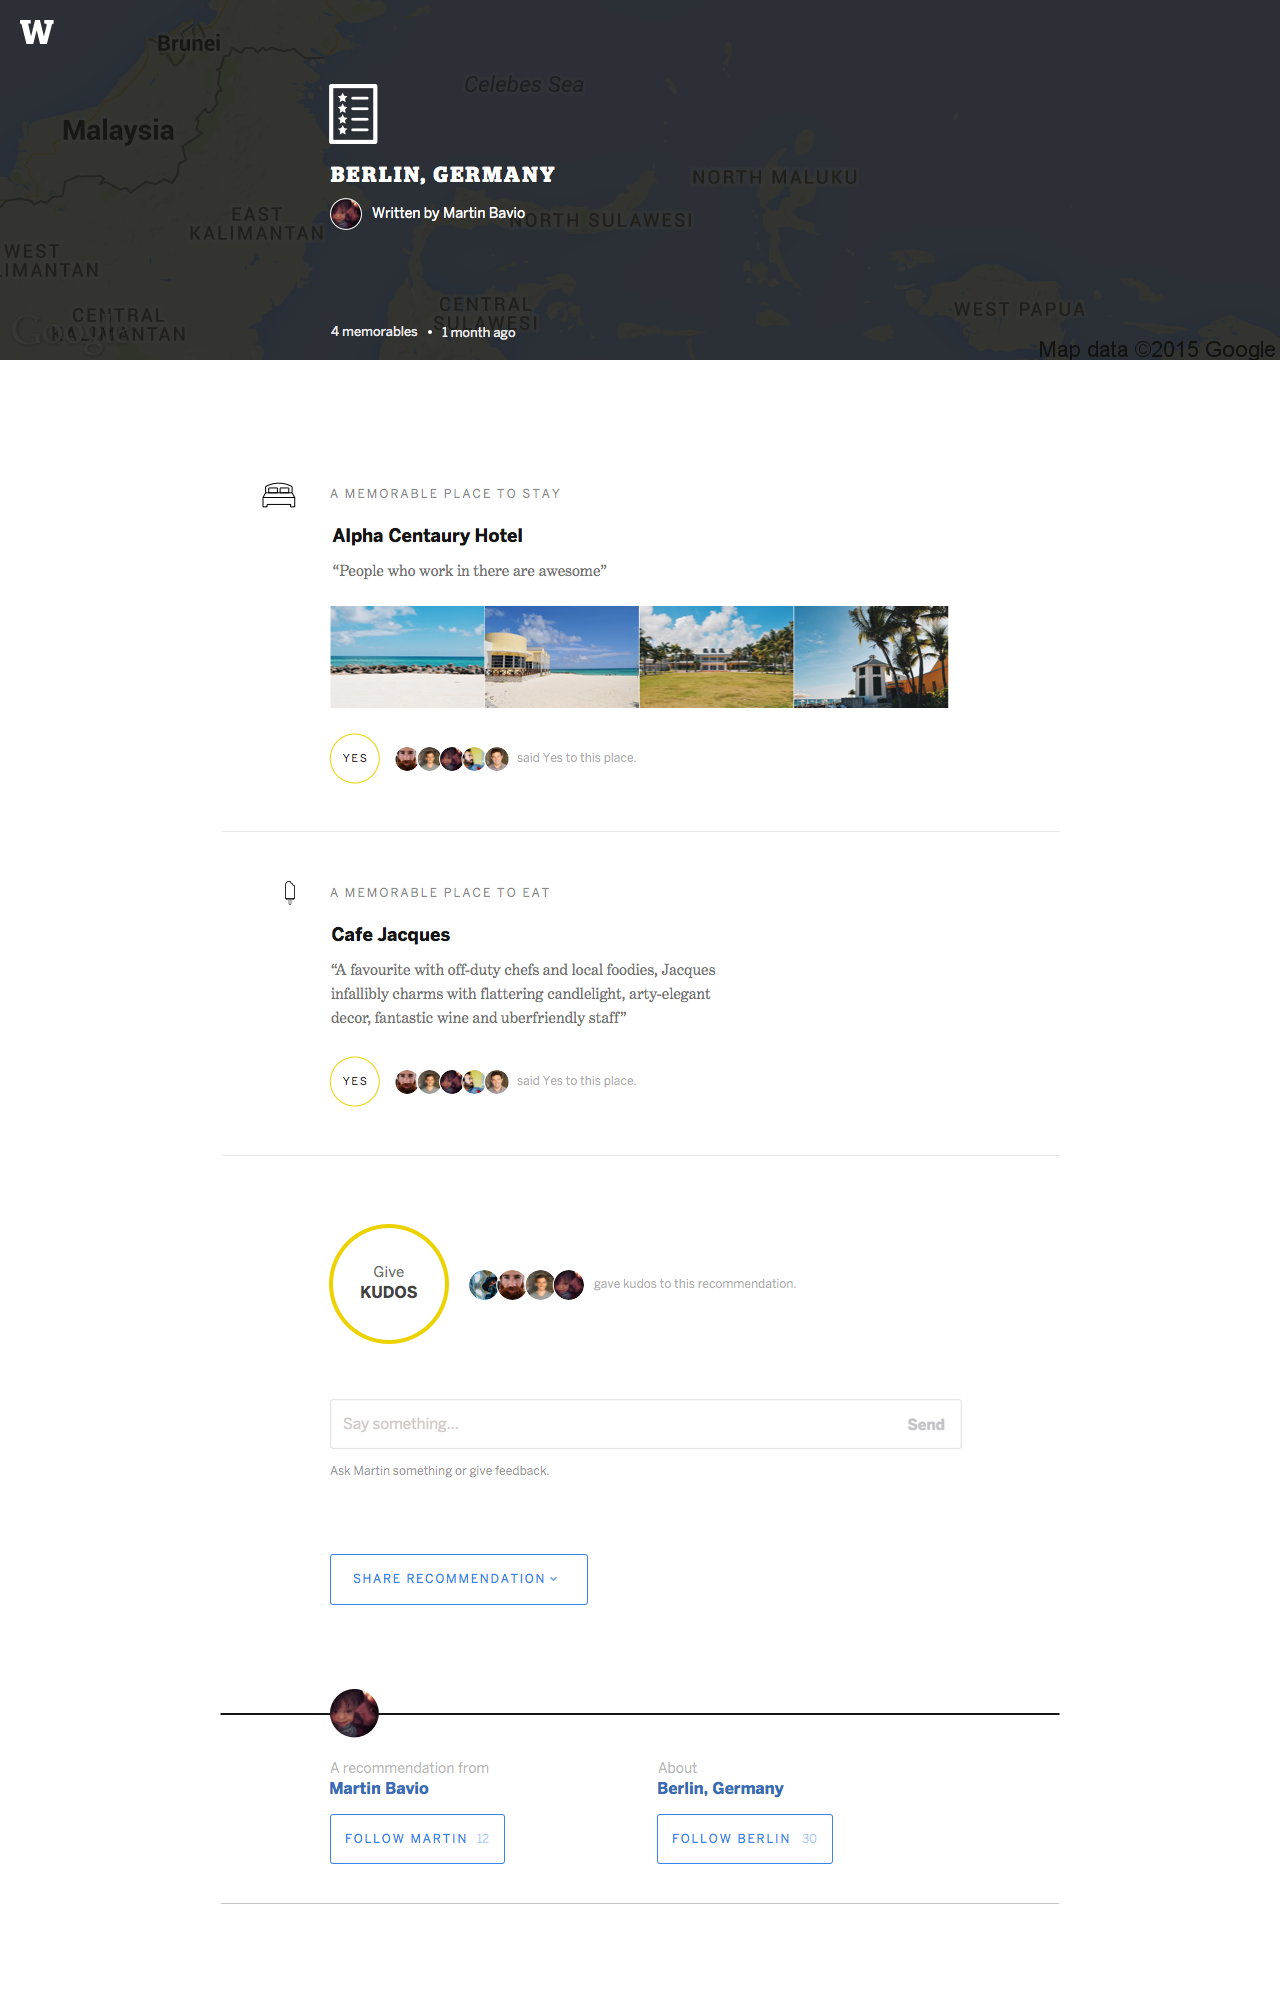 W
Brunei
Celebes Sea
Malaysia
BERLIN, GERMANY
NORTH MALUKU
Written by Martin Bavio
EAST
KALIMANTAN
NORTH SULAWESI
WEST
LIMANTAN
CENTRAL
KALIMANTAN
CENTRAL
SULAWESI
WEST PAPUA
Google
4 memorables • 1 month ago
Map data ©2015 Google
A MEMORABLE PLACE TO STAY
Alpha Centaury Hotel
“People who work in there are awesome”
YES
said Yes to this place.
A MEMORABLE PLACE TO EAT
Cafe Jacques
“A favourite with off-duty chefs and local foodies, Jacques
infallibly charms with flattering candlelight, arty-elegant
decor, fantastic wine and uberfriendly staff”
YES
said Yes to this place.
Give
KUDOS
gave kudos to this recommendation.
Say something...
Send
Ask Martin something or give feedback.
SHARE RECOMMENDATION
A recommendation from
Martin Bavio
FOLLOW MARTIN 12
About
Berlin, Germany
FOLLOW BERLIN 30